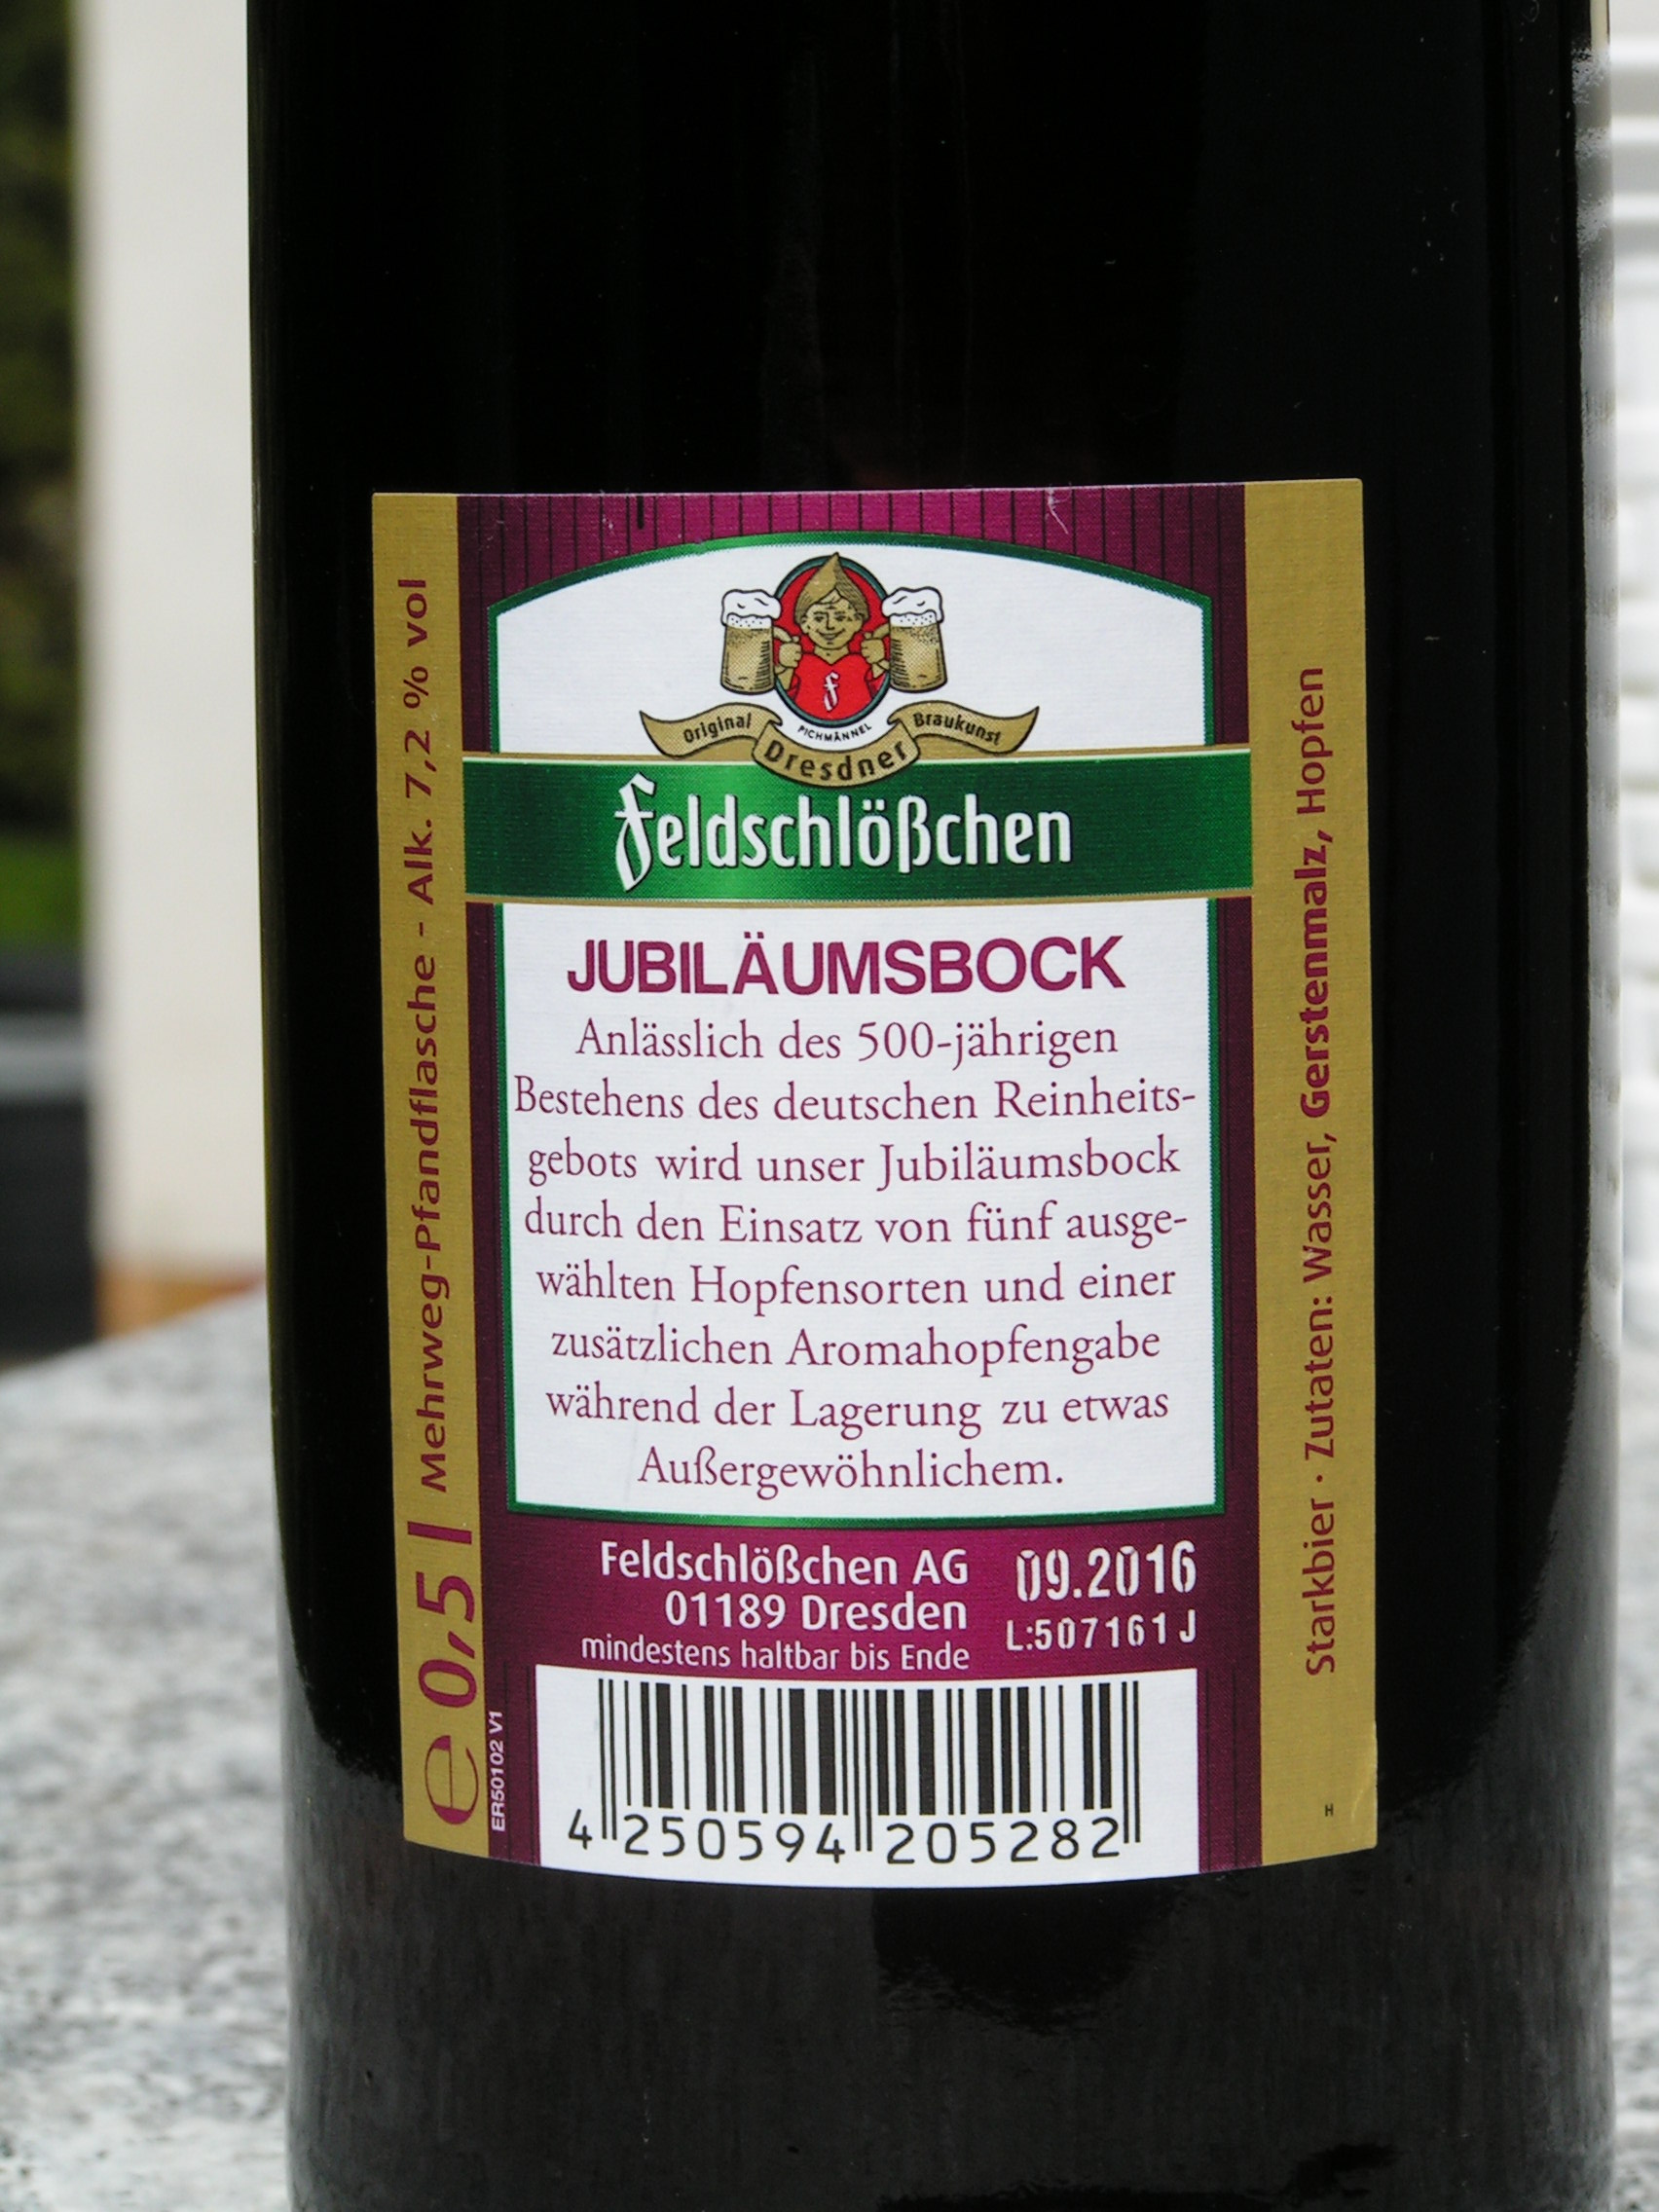 Original
PICHMÄNNEL
Braukunst
Dresdner
Feldschlößchen
JUBILÄUMSBOCK
Anlässlich des 500-jährigen
Bestehens des deutschen Reinheits-
gebots wird unser Jubiläumsbock
durch den Einsatz von fünf ausge-
wählten Hopfensorten und einer
zusätzlichen Aromahopfengabe
während der Lagerung zu etwas
Außergewöhnlichem.
Feldschlößchen AG
01189 Dresden
mindestens haltbar bis Ende
09.2016
L:507161J
4 250594 205282
ER50102 V1
e 0,5 l Mehrweg-Pfandflasche - Alk. 7,2 % vol
Starkbier · Zutaten: Wasser, Gerstenmalz, Hopfen
H